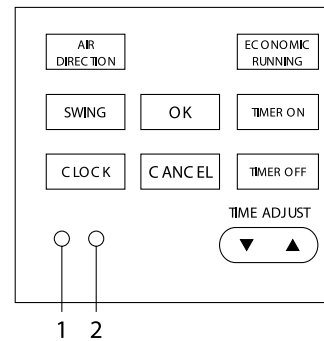 AIR
DIRECTION
ECONOMIC
RUNNING
SWING
OK
TIMER ON
CLOCK
CANCEL
TIMER OFF
TIME ADJUST
▼ ▲
1 2